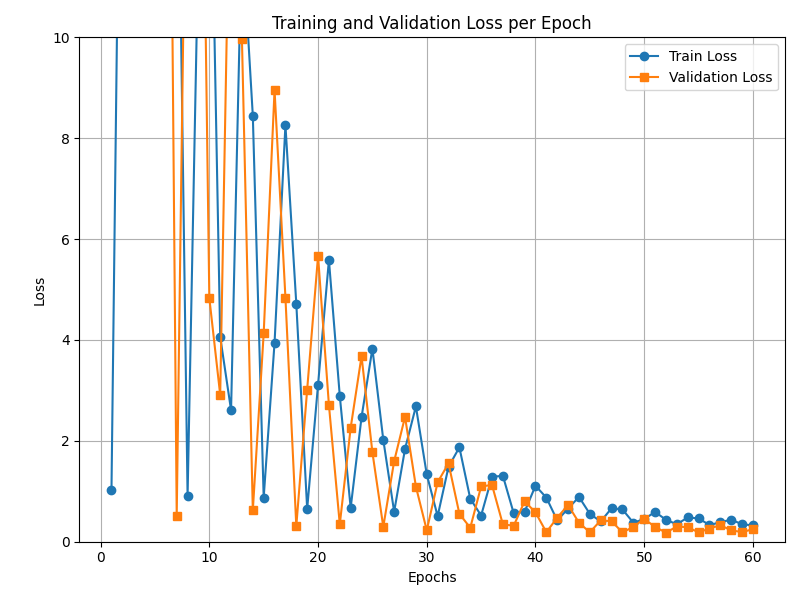 Training and Validation Loss per Epoch
Train Loss
Validation Loss
Loss
10
8
6
4
2
0
0 10 20 30 40 50 60
Epochs